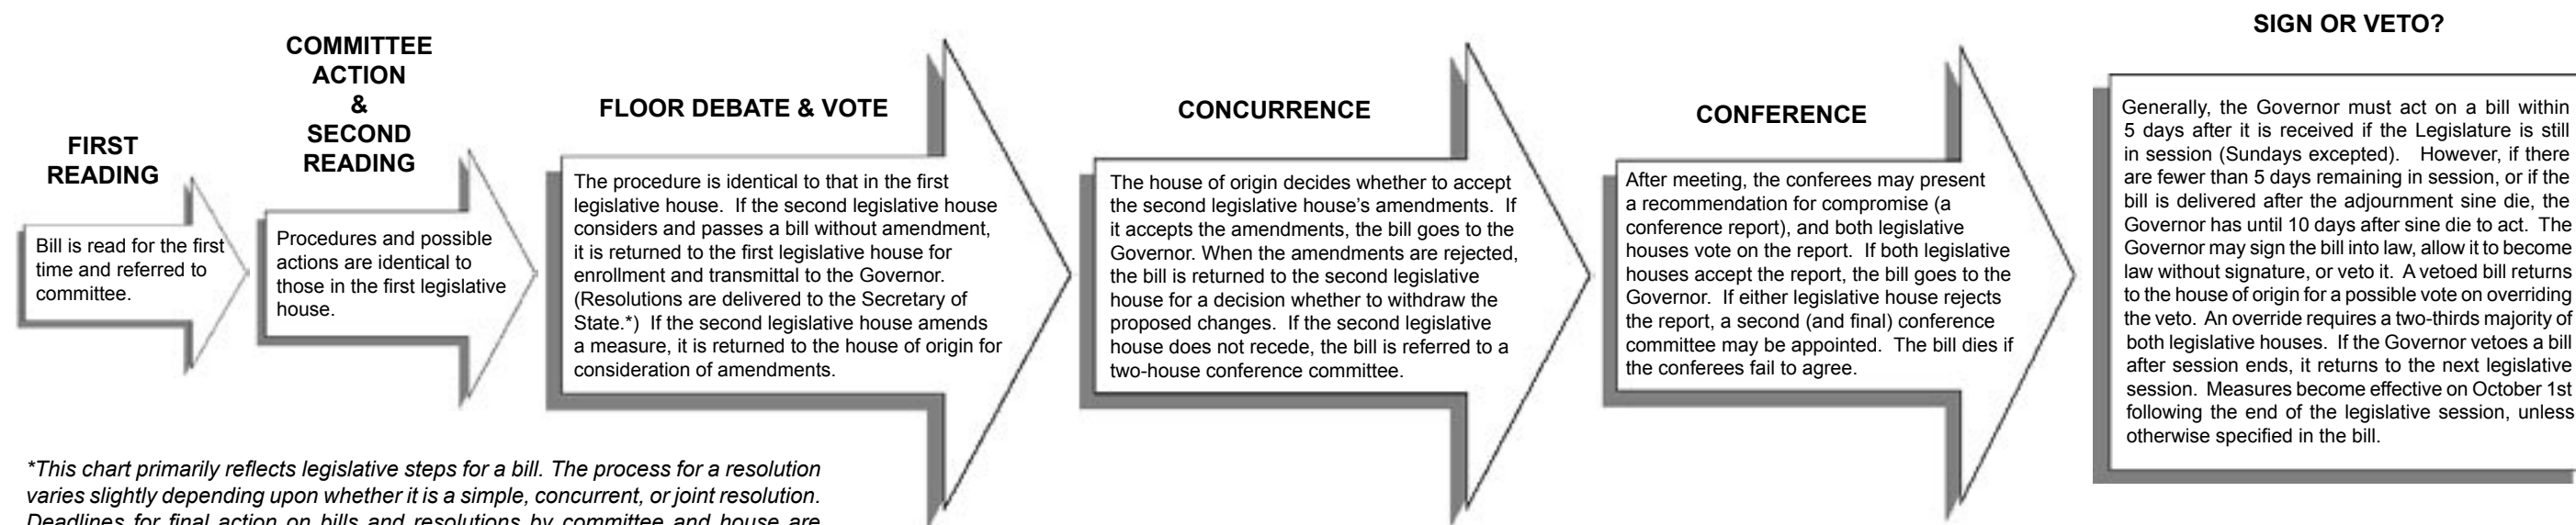 FIRST
READING
Bill is read for the first
time and referred to
committee.
COMMITTEE
ACTION
&
SECOND
READING
Procedures and possible
actions are identical to
those in the first legislative
house.
FLOOR DEBATE & VOTE
The procedure is identical to that in the first
legislative house. If the second legislative house
considers and passes a bill without amendment,
it is returned to the first legislative house for
enrollment and transmittal to the Governor.
(Resolutions are delivered to the Secretary of
State.*) If the second legislative house amends
a measure, it is returned to the house of origin for
consideration of amendments.
CONCURRENCE
The house of origin decides whether to accept
the second legislative house's amendments. If
it accepts the amendments, the bill goes to the
Governor. When the amendments are rejected,
the bill is returned to the second legislative
house for a decision whether to withdraw the
proposed changes. If the second legislative
house does not recede, the bill is referred to a
two-house conference committee.
CONFERENCE
After meeting, the conferees may present
a recommendation for compromise (a
conference report), and both legislative
houses vote on the report. If both legislative
houses accept the report, the bill goes to the
Governor. If either legislative house rejects
the report, a second (and final) conference
committee may be appointed. The bill dies if
the conferees fail to agree.
SIGN OR VETO?
Generally, the Governor must act on a bill within
5 days after it is received if the Legislature is still
in session (Sundays excepted). However, if there
are fewer than 5 days remaining in session, or if the
bill is delivered after the adjournment sine die, the
Governor has until 10 days after sine die to act. The
Governor may sign the bill into law, allow it to become
law without signature, or veto it. A vetoed bill returns
to the house of origin for a possible vote on overriding
the veto. An override requires a two-thirds majority of
both legislative houses. If the Governor vetoes a bill
after session ends, it returns to the next legislative
session. Measures become effective on October 1st
following the end of the legislative session, unless
otherwise specified in the bill.
*This chart primarily reflects legislative steps for a bill. The process for a resolution
varies slightly depending upon whether it is a simple, concurrent, or joint resolution.
Deadlines for final action on bills and resolutions by committee and house are